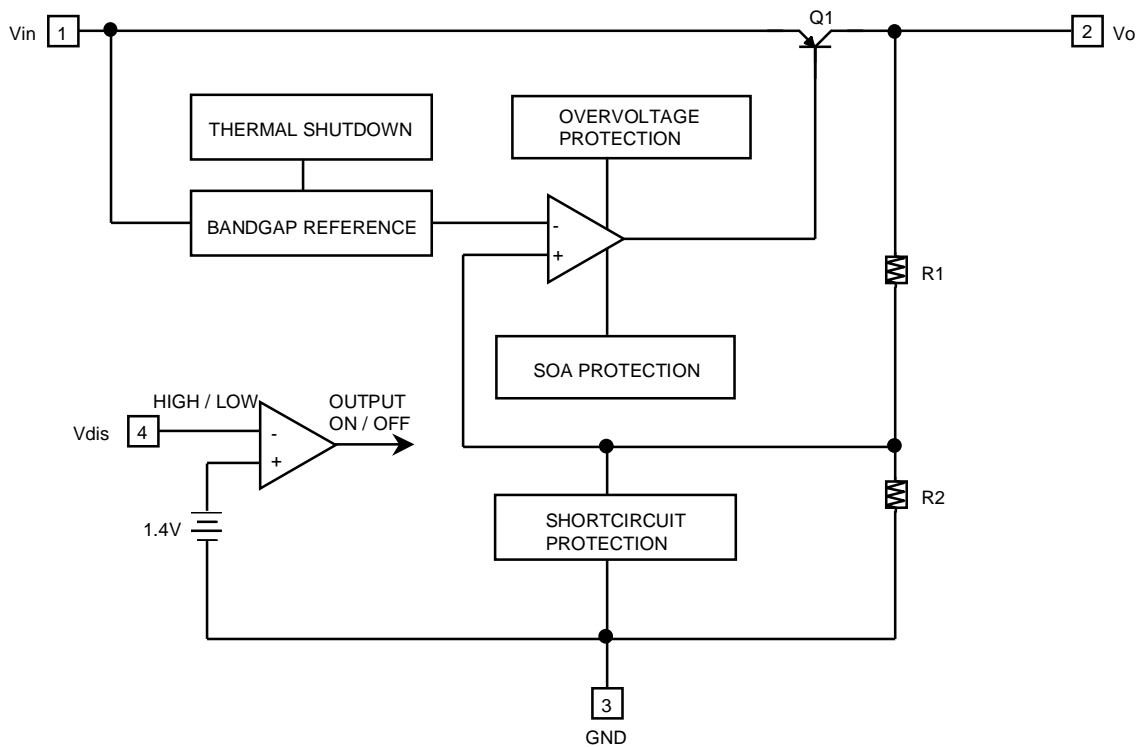 Q1
Vin 1
2 Vo
THERMAL SHUTDOWN
OVERVOLTAGE
PROTECTION
BANDGAP REFERENCE
-
+
R1
SOA PROTECTION
HIGH / LOW
OUTPUT
ON / OFF
Vdis 4
-
+
R2
1.4V
SHORTCIRCUIT
PROTECTION
3
GND